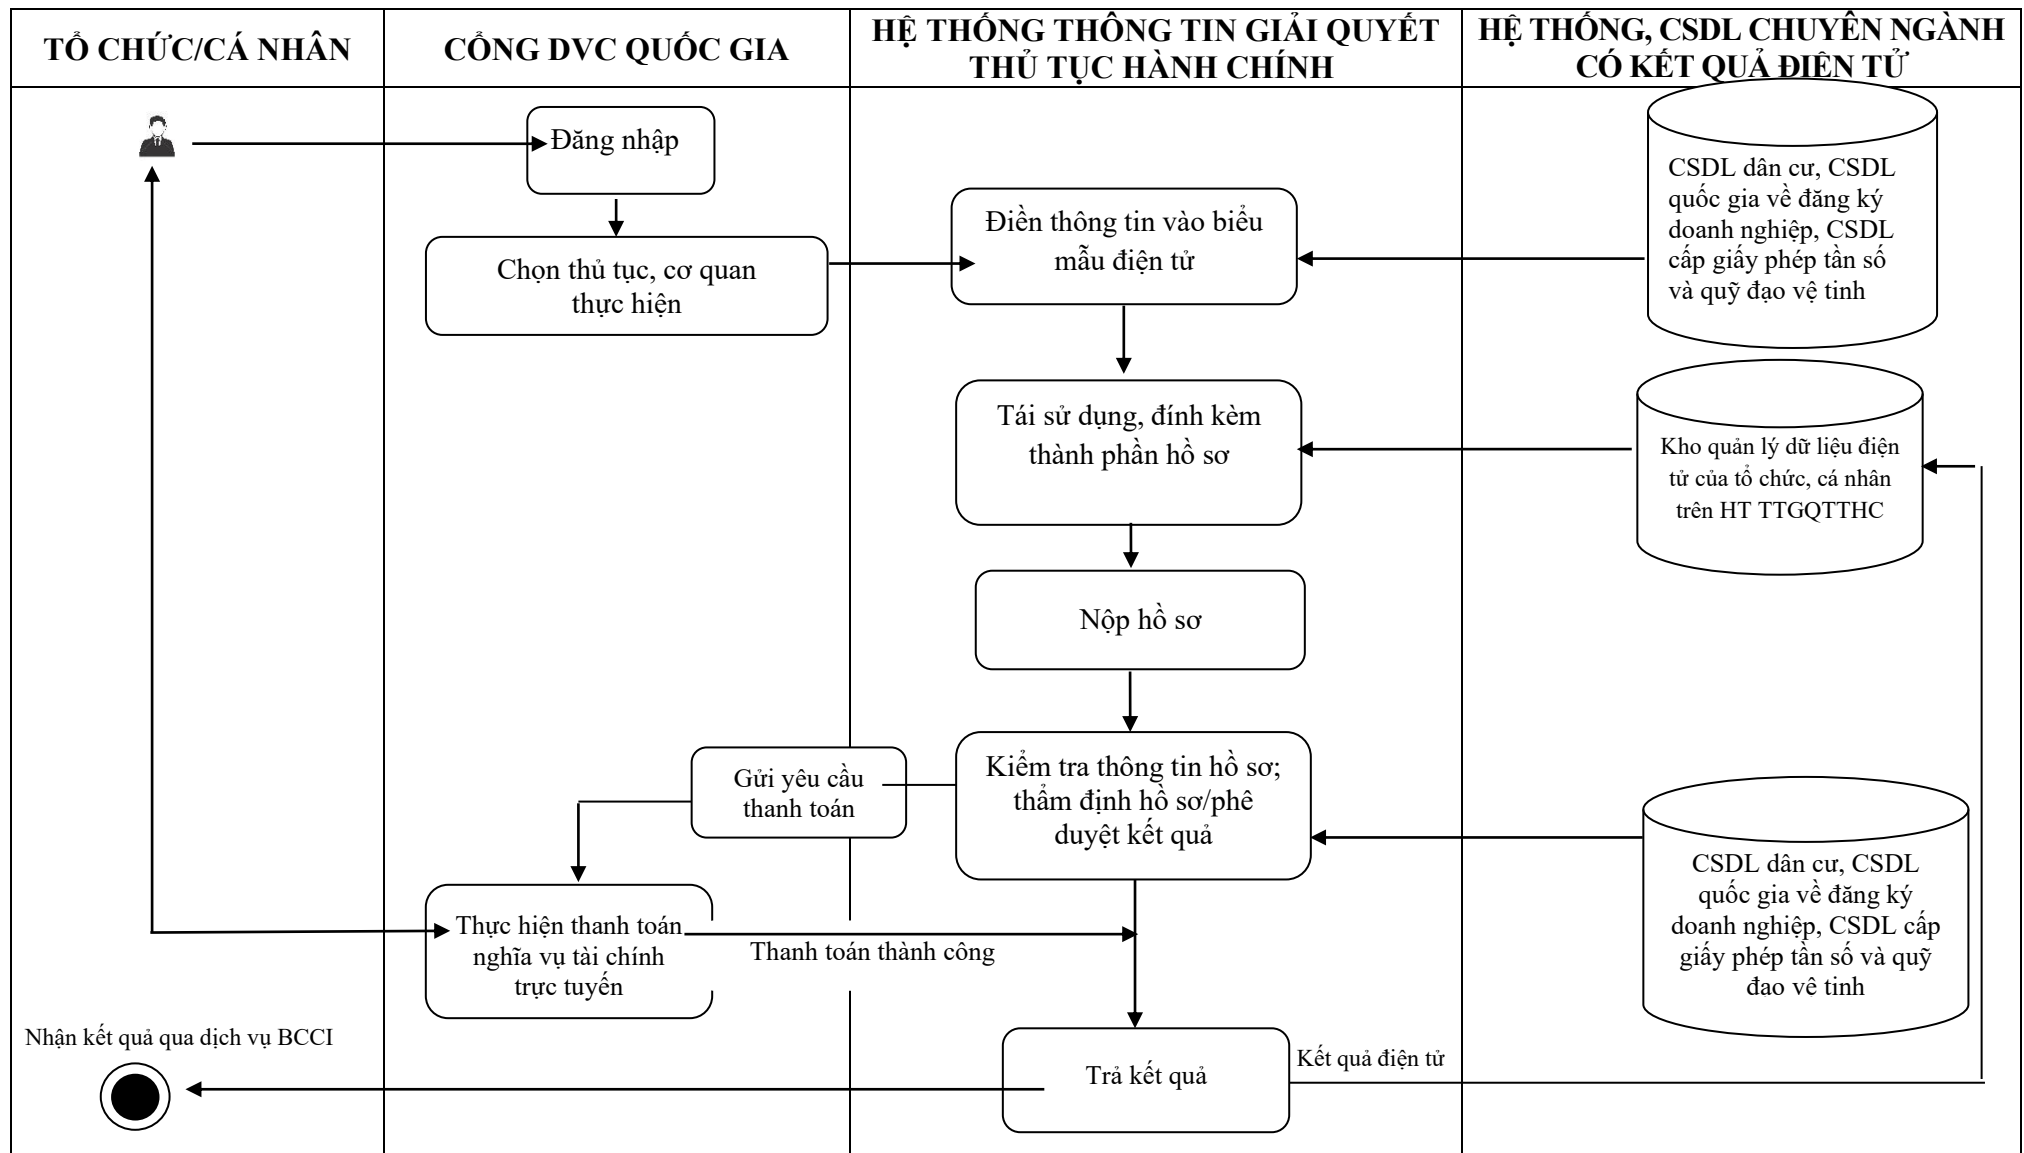 TỔ CHỨC/CÁ NHÂN
CỔNG DVC QUỐC GIA
HỆ THỐNG THÔNG TIN GIẢI QUYẾT
THỦ TỤC HÀNH CHÍNH
HỆ THỐNG, CSDL CHUYÊN NGÀNH
CÓ KẾT QUẢ ĐIỆN TỬ
Đăng nhập
Chọn thủ tục, cơ quan
thực hiện
Điền thông tin vào biểu
mẫu điện tử
CSDL dân cư, CSDL
quốc gia về đăng ký
doanh nghiệp, CSDL
cấp giấy phép tần số
và quỹ đạo vệ tinh
Tái sử dụng, đính kèm
thành phần hồ sơ
Kho quản lý dữ liệu điện
tử của tổ chức, cá nhân
trên HT TTGQTTHC
Nộp hồ sơ
Gửi yêu cầu
thanh toán
Kiểm tra thông tin hồ sơ;
thẩm định hồ sơ/phê
duyệt kết quả
CSDL dân cư, CSDL
quốc gia về đăng ký
doanh nghiệp, CSDL cấp
giấy phép tần số và quỹ
đao vê tinh
Thực hiện thanh toán
nghĩa vụ tài chính
trực tuyến
Thanh toán thành công
Nhận kết quả qua dịch vụ BCCI
Trả kết quả
Kết quả điện tử